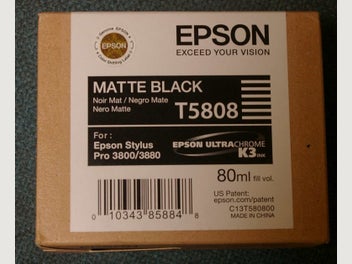 EPSON
EPSON
EXCEED YOUR VISION
MATTE BLACK
Noir Mat / Negro Mate
Nero Matte
T5808
For :
Epson Stylus
Pro 3800/3880
EPSON ULTRACHROME
K3 INK
80ml fill vol.
US Patent:
epson.com/patent
C13T580800
MADE IN CHINA
0 10343 85884 8